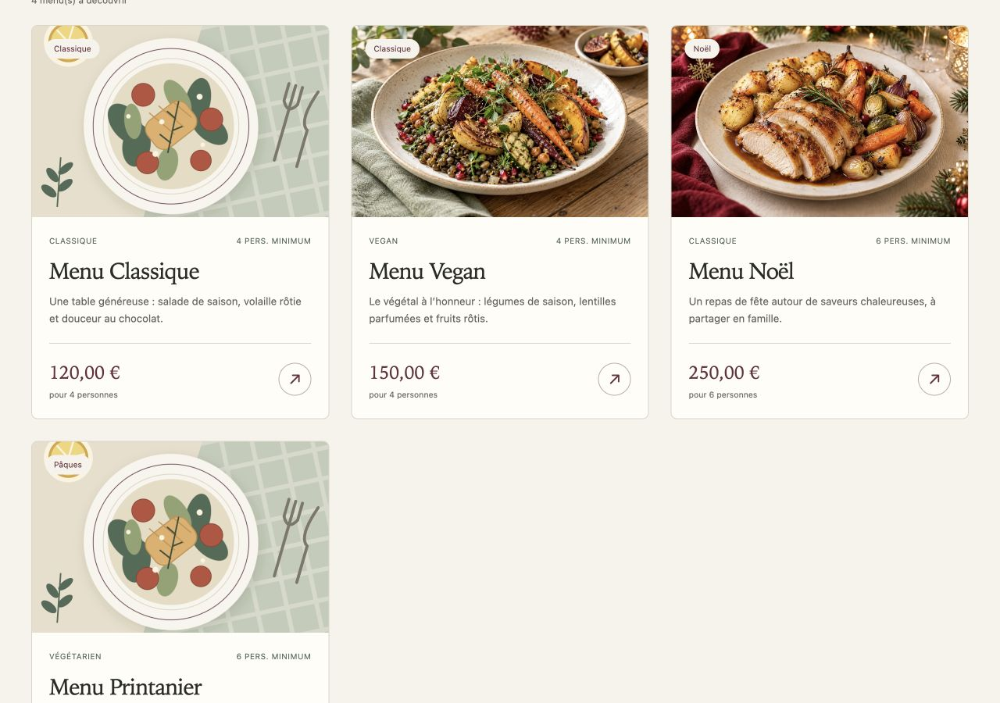 4 menu(s) à découvrir
Classique
CLASSIQUE 4 PERS. MINIMUM
Menu Classique
Une table généreuse : salade de saison, volaille rôtie
et douceur au chocolat.
120,00 €
pour 4 personnes
Classique
VEGAN 4 PERS. MINIMUM
Menu Vegan
Le végétal à l’honneur : légumes de saison, lentilles
parfumées et fruits rôtis.
150,00 €
pour 4 personnes
Noël
CLASSIQUE 6 PERS. MINIMUM
Menu Noël
Un repas de fête autour de saveurs chaleureuses, à
partager en famille.
250,00 €
pour 6 personnes
Pâques
VÉGÉTARIEN 6 PERS. MINIMUM
Menu Printanier